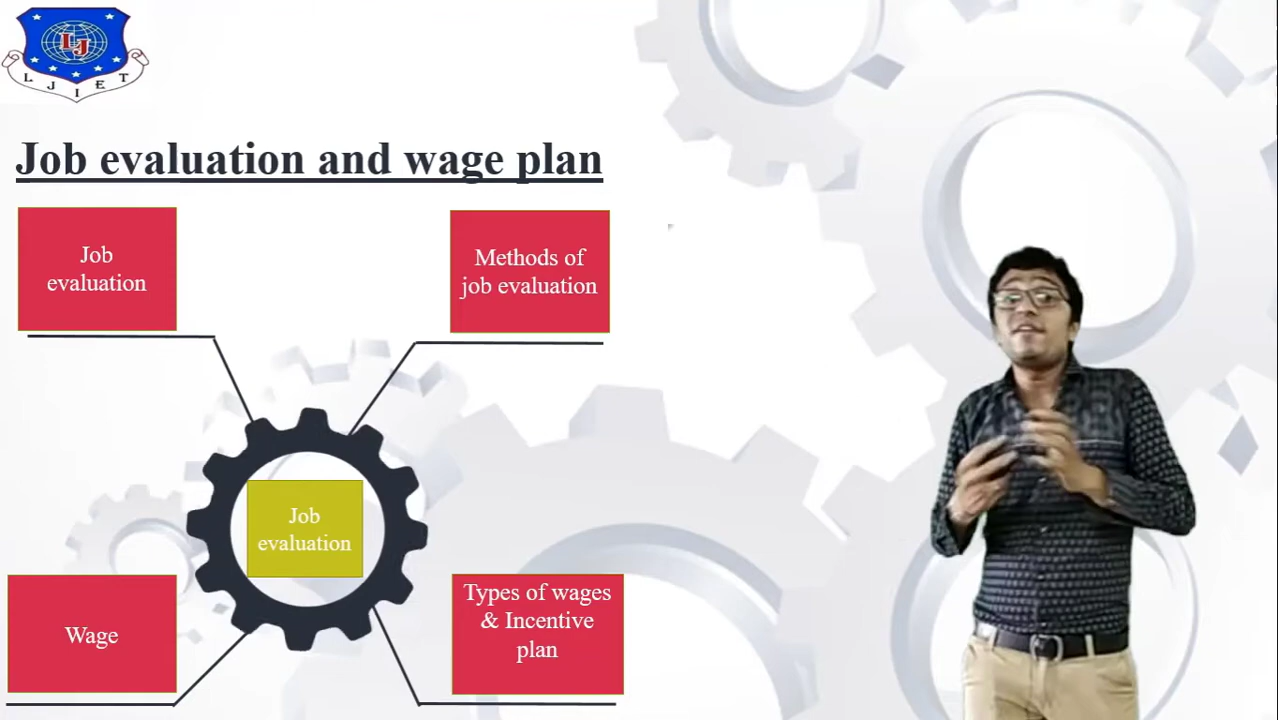 LJ
LJIET
Job evaluation and wage plan
Job
evaluation
Methods of
job evaluation
Job
evaluation
Wage
Types of wages
& Incentive
plan